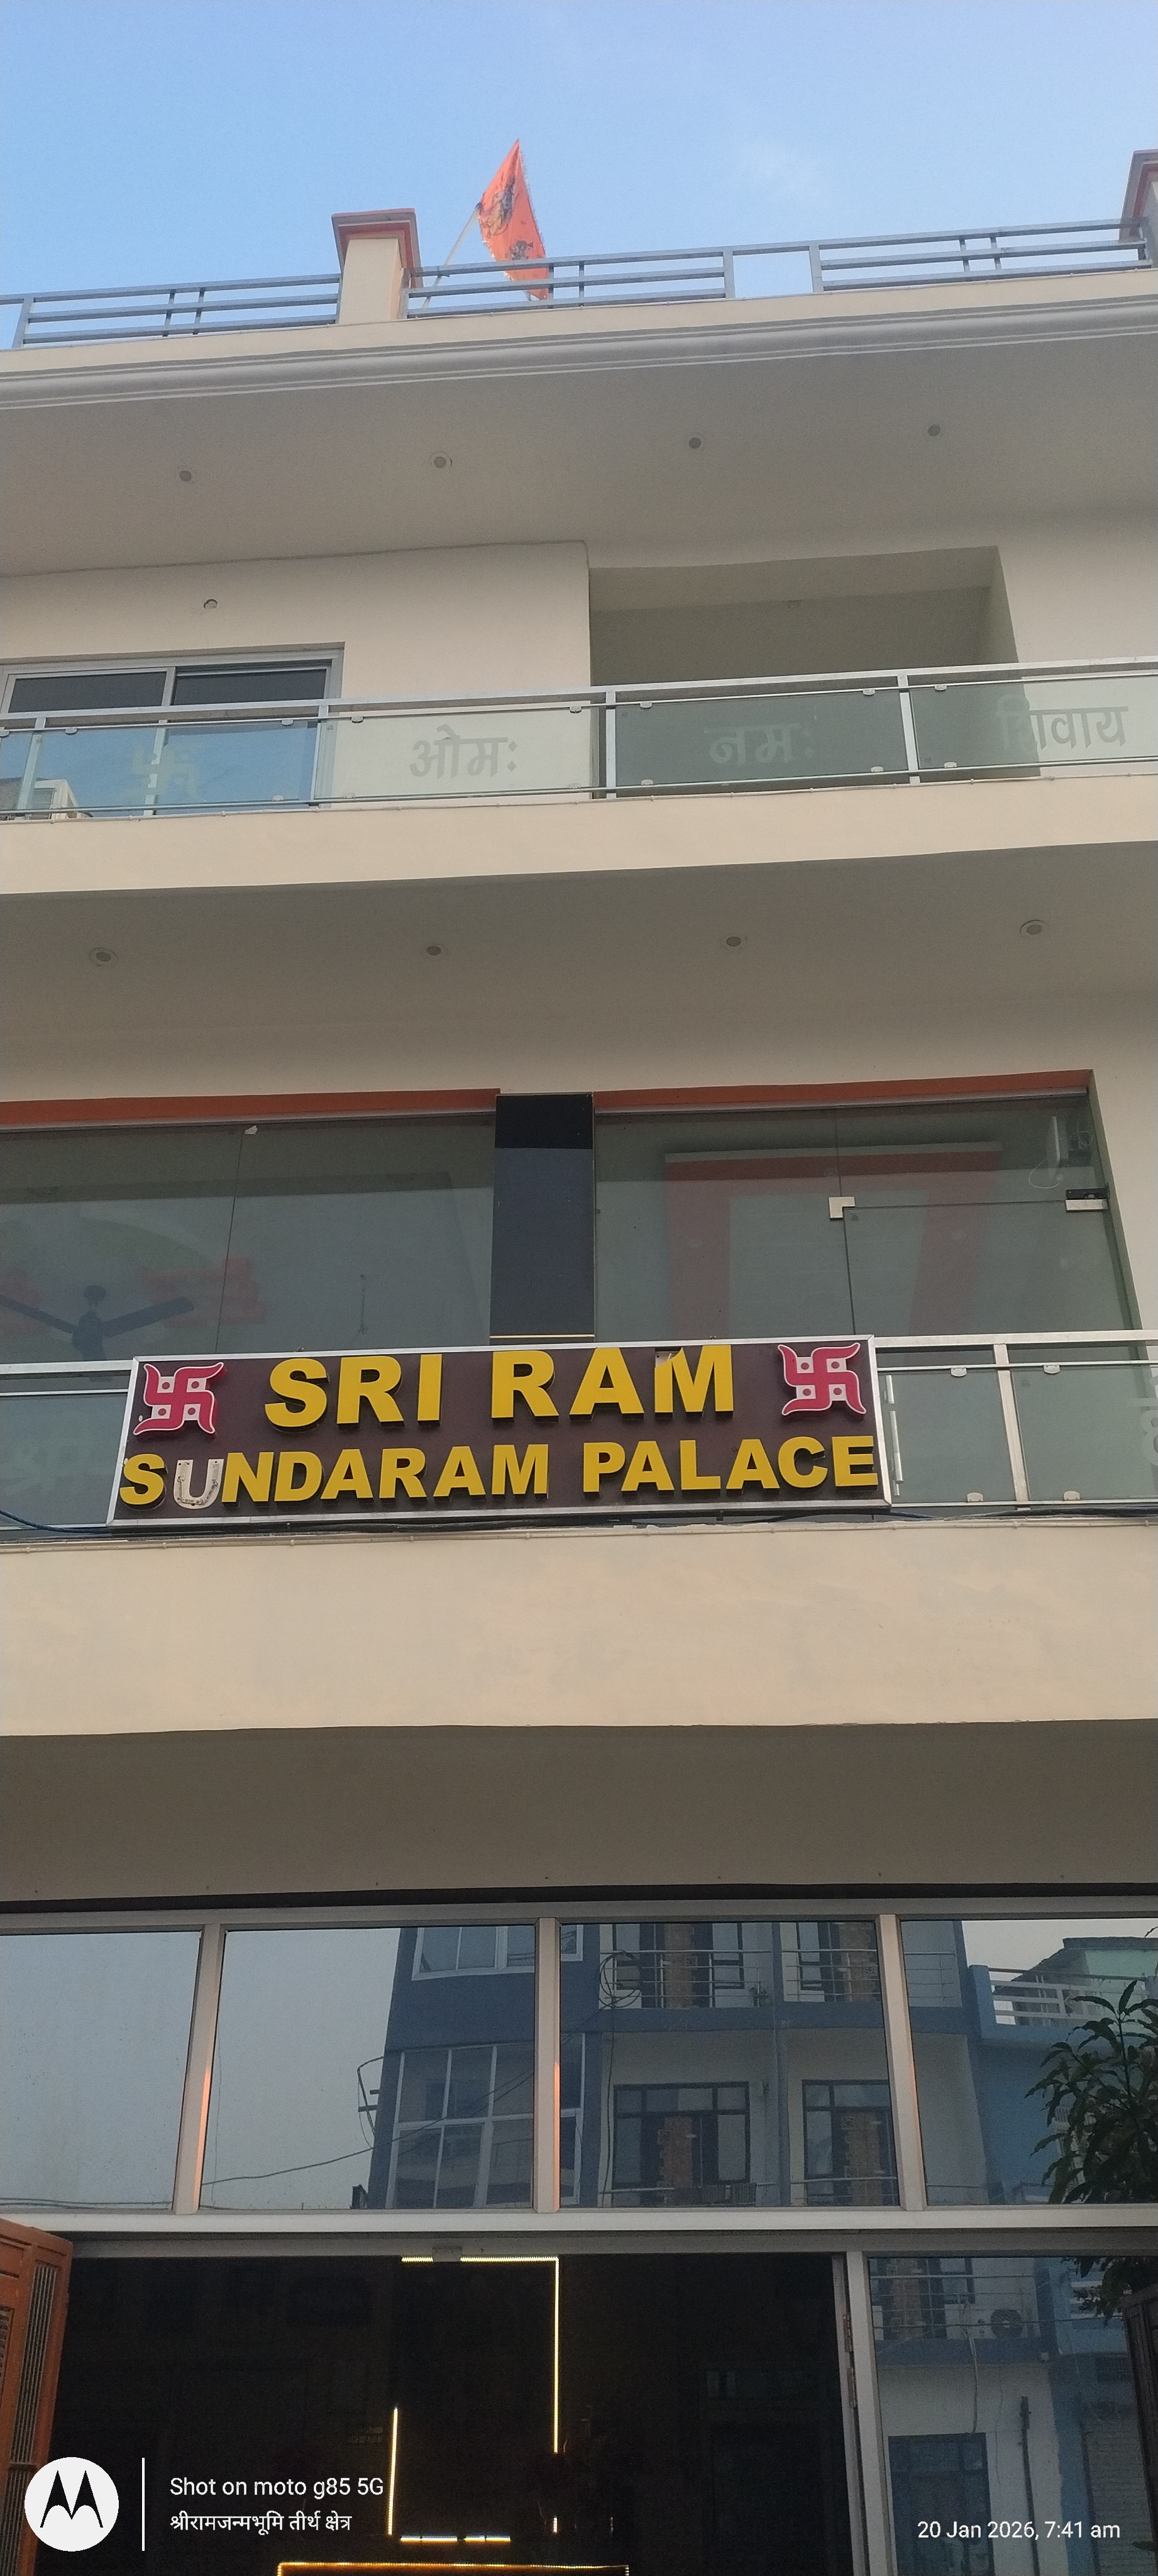 ओमः नमः शिवाय
SRI RAM
SUNDARAM PALACE
Shot on moto g85 5G
श्रीरामजन्मभूमि तीर्थ क्षेत्र
20 Jan 2026, 7:41 am